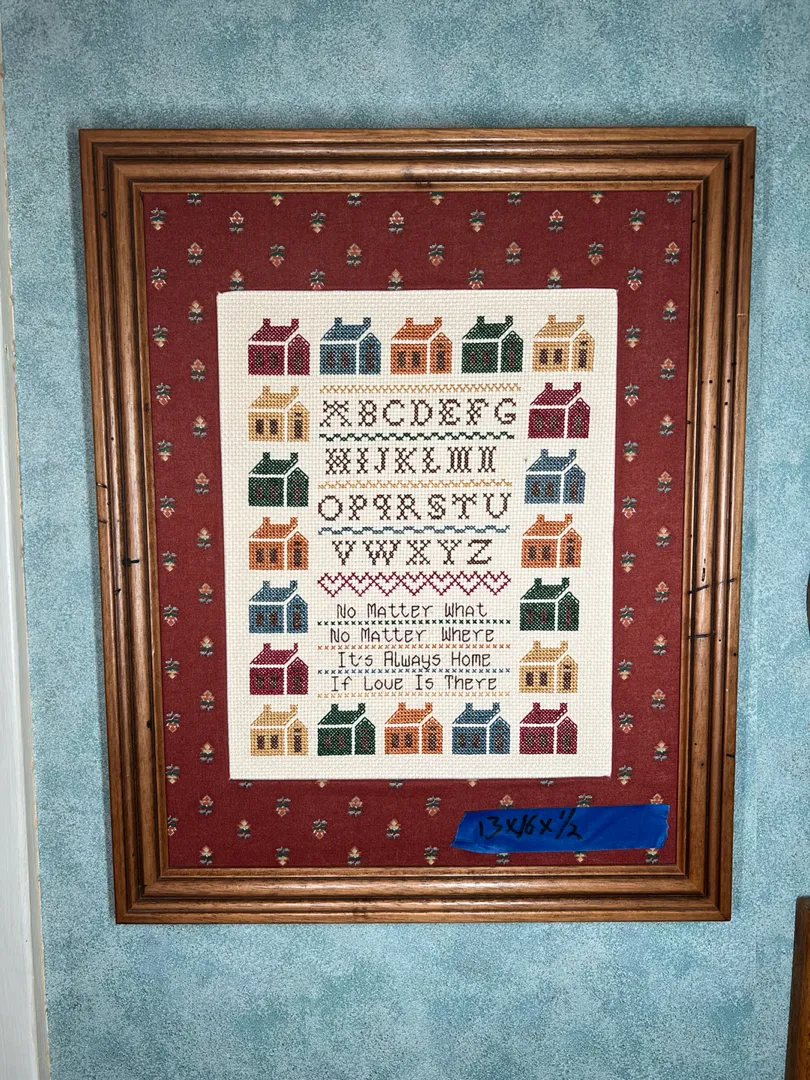 ABCDEFG
HIJKLMN
OPQRSTU
VWXYZ
No Matter What
No Matter Where
It's Always Home
If Love Is There
13x16x1/2